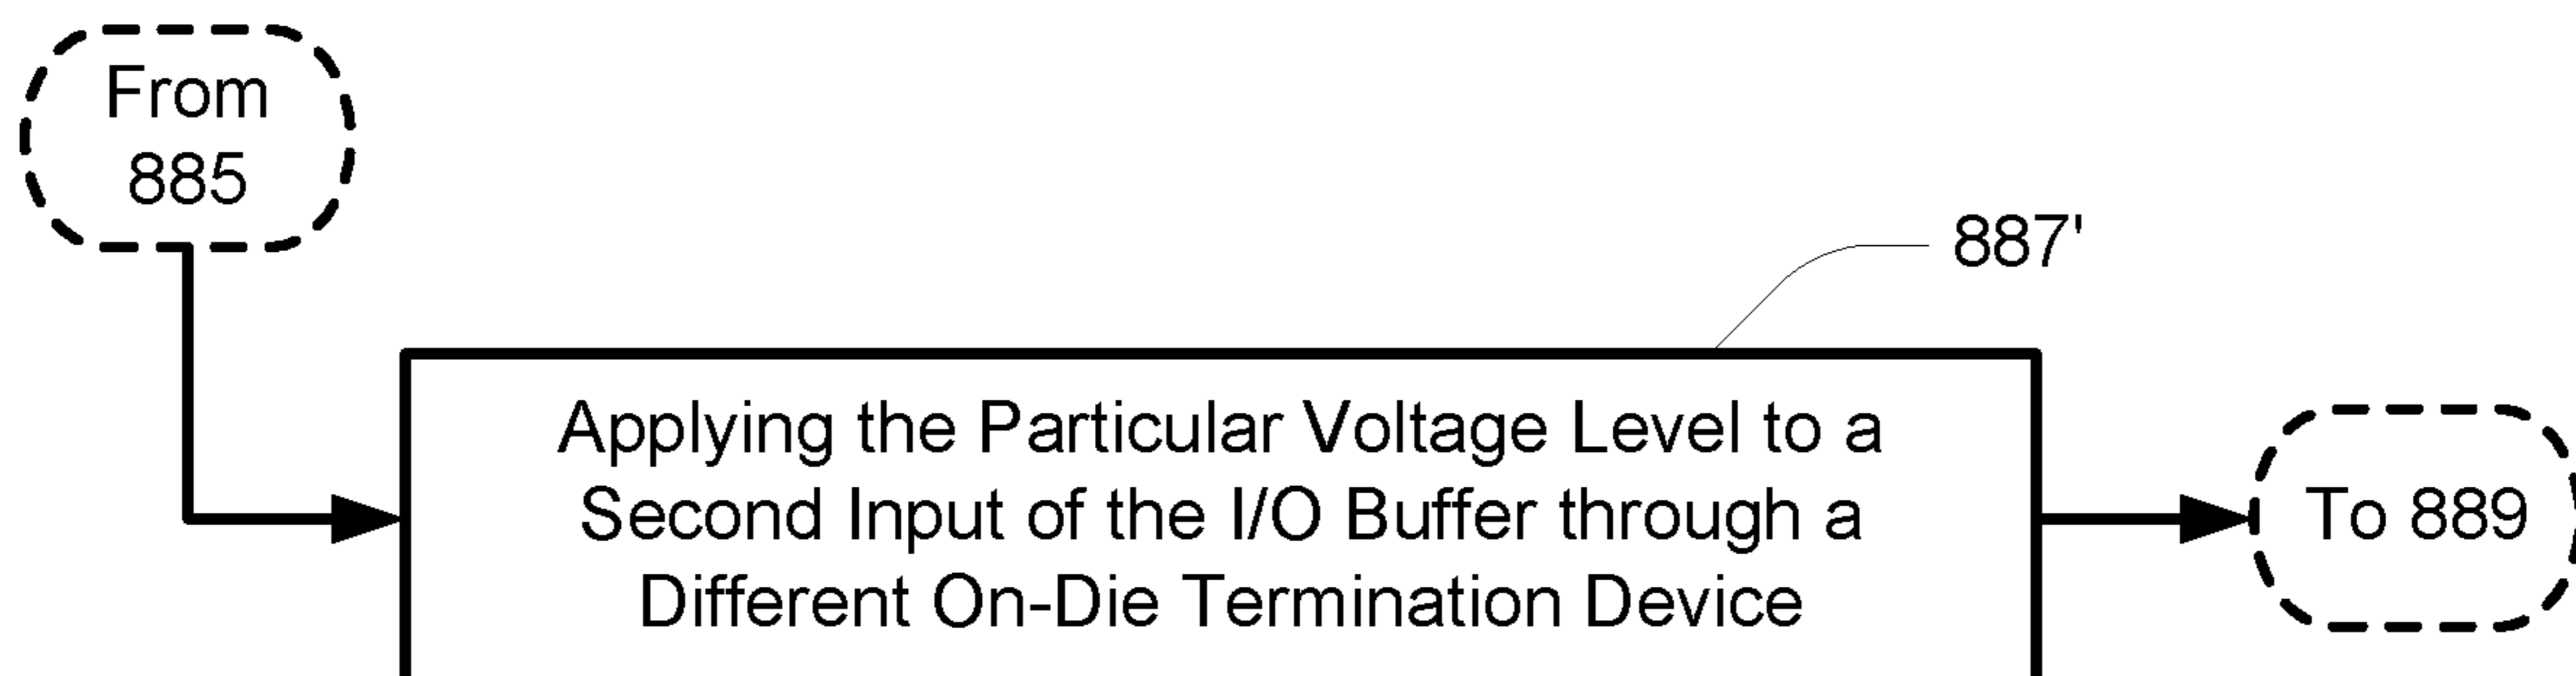 From
885
887'
Applying the Particular Voltage Level to a
Second Input of the I/O Buffer through a
Different On-Die Termination Device
To 889